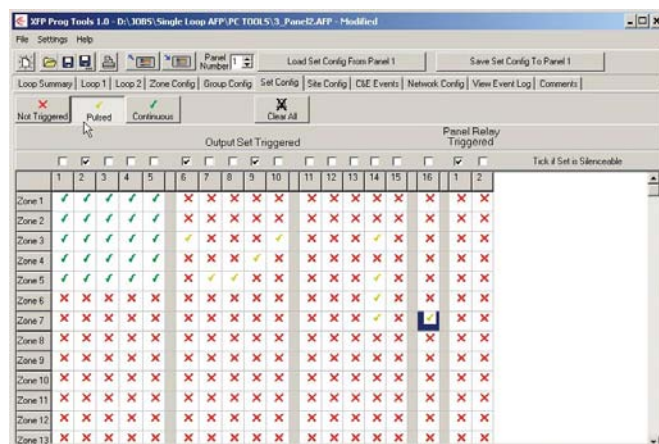 XFP Prog Tools 1.0 - D:\JOBS\Single Loop AFP\PC TOOLS\3_Panel2.AFP - Modified
File Settings Help
Panel Number 1 Load Set Config From Panel 1 Save Set Config To Panel 1
Loop Summary Loop 1 Loop 2 Zone Config Group Config Set Config Site Config C&E Events Network Config View Event Log Comments
Not Triggered Pulsed Continuous Clear All
Output Set Triggered Panel Relay Triggered
Tick if Set is Silenceable
1 2 3 4 5 6 7 8 9 10 11 12 13 14 15 16 1 2
Zone 1
Zone 2
Zone 3
Zone 4
Zone 5
Zone 6
Zone 7
Zone 8
Zone 9
Zone 10
Zone 11
Zone 12
Zone 13